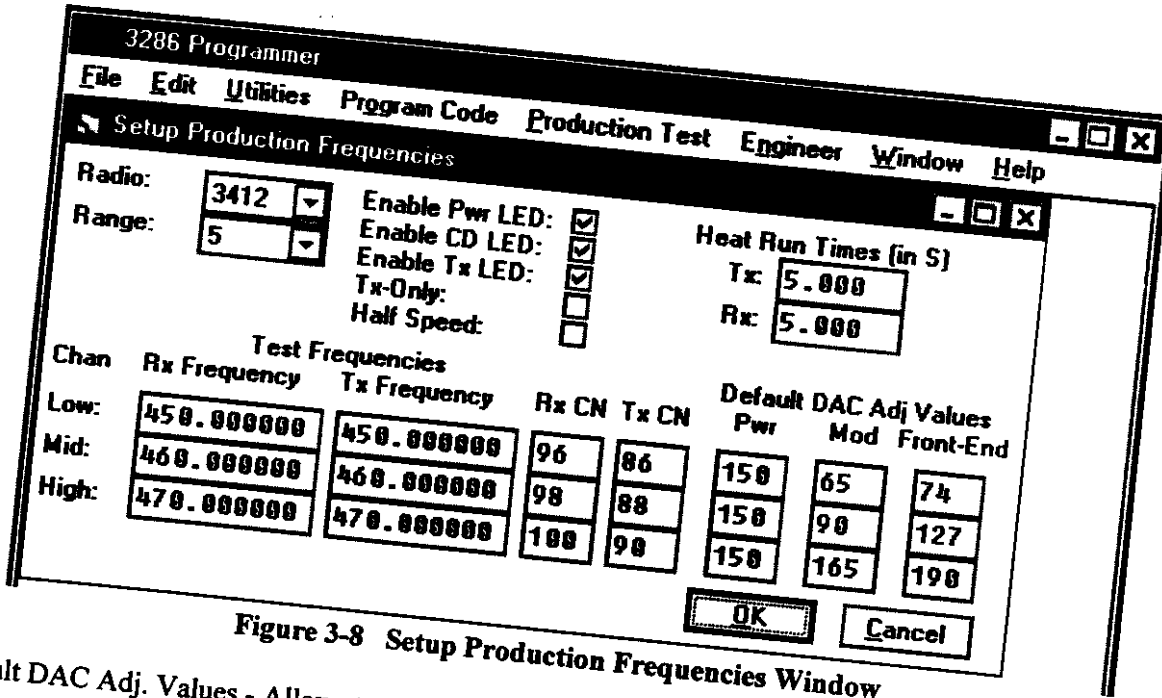 3286 Programmer
File Edit Utilities Program Code Production Test Engineer Window Help
Setup Production Frequencies
Radio: 3412 Enable Pwr LED: Heat Run Times (in S)
Range: 5 Enable CD LED: Tx: 5.000
Enable Tx LED: Rx: 5.000
Tx-Only:
Half Speed:
Test Frequencies Default DAC Adj Values
Chan Rx Frequency Tx Frequency Rx CN Tx CN Pwr Mod Front-End
Low: 450.000000 450.000000 96 86 150 65 74
Mid: 460.000000 460.000000 98 88 150 90 127
High: 470.000000 470.000000 100 90 150 165 190
OK Cancel
Figure 3-8 Setup Production Frequencies Window
DAC Adj. Values -